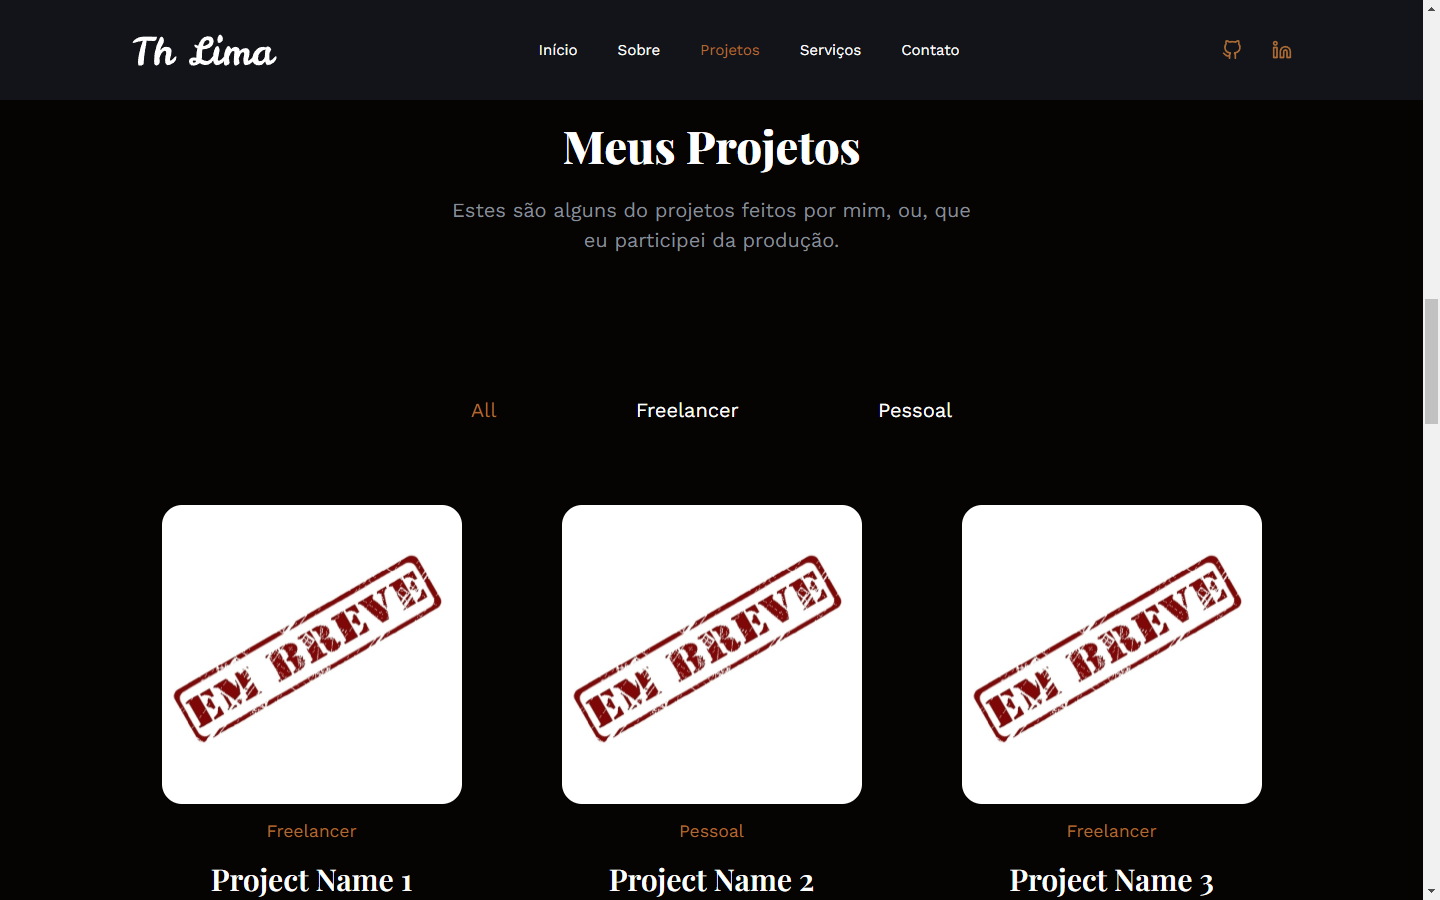 Th Lima
Início Sobre Projetos Serviços Contato
Meus Projetos
Estes são alguns do projetos feitos por mim, ou, que
eu participei da produção.
All Freelancer Pessoal
EM BREVE EM BREVE EM BREVE
Freelancer Pessoal Freelancer
Project Name 1 Project Name 2 Project Name 3